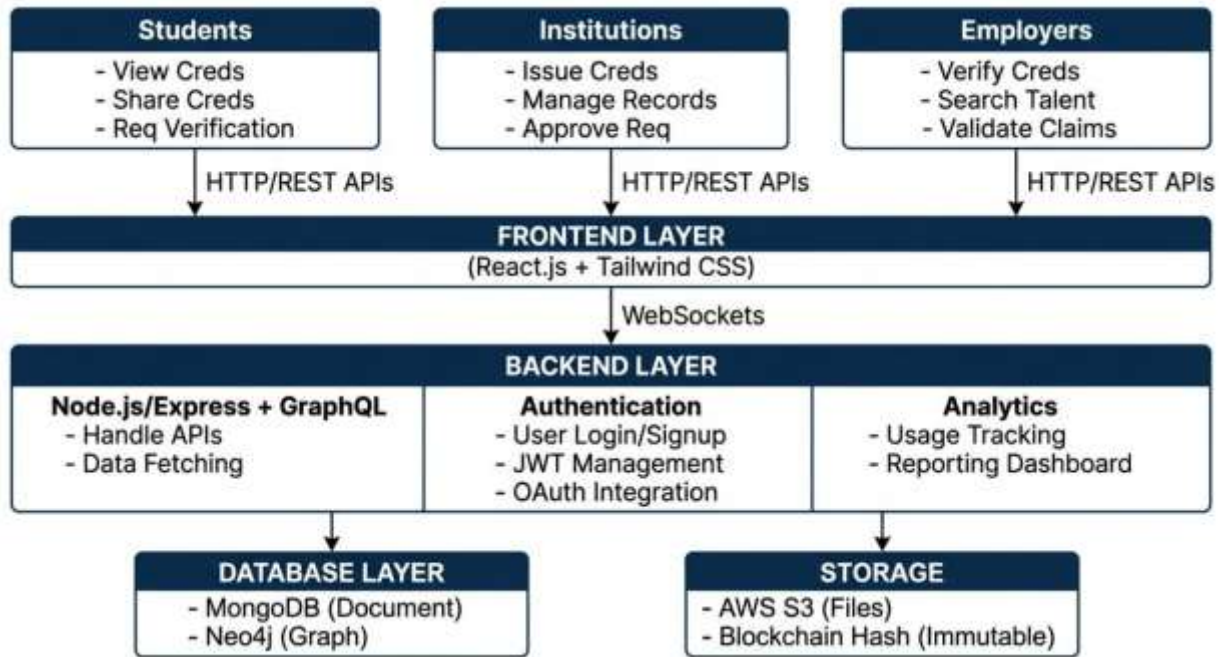 Students
- View Creds
- Share Creds
- Req Verification
Institutions
- Issue Creds
- Manage Records
- Approve Req
Employers
- Verify Creds
- Search Talent
- Validate Claims
HTTP/REST APIs
HTTP/REST APIs
HTTP/REST APIs
FRONTEND LAYER
(React.js + Tailwind CSS)
WebSockets
BACKEND LAYER
Node.js/Express + GraphQL
- Handle APIs
- Data Fetching
Authentication
- User Login/Signup
- JWT Management
- OAuth Integration
Analytics
- Usage Tracking
- Reporting Dashboard
DATABASE LAYER
- MongoDB (Document)
- Neo4j (Graph)
STORAGE
- AWS S3 (Files)
- Blockchain Hash (Immutable)